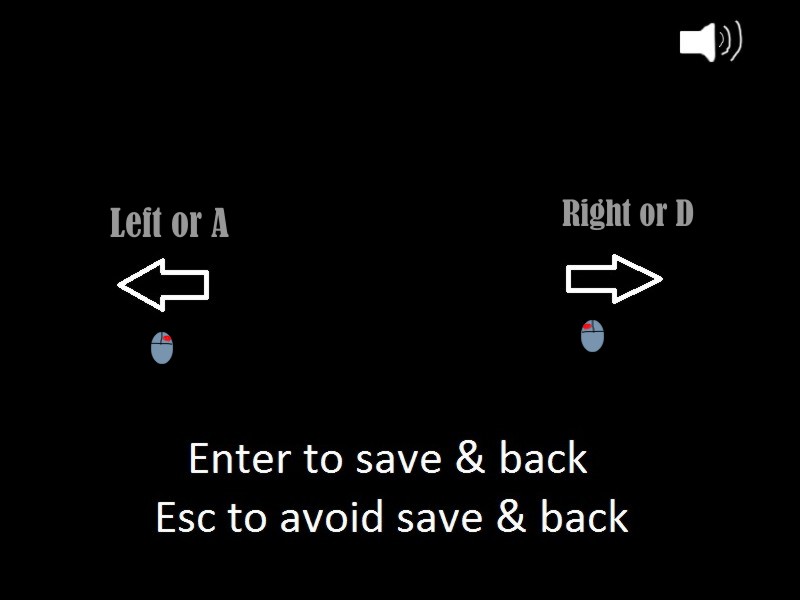 Left or A
Right or D
Enter to save & back
Esc to avoid save & back